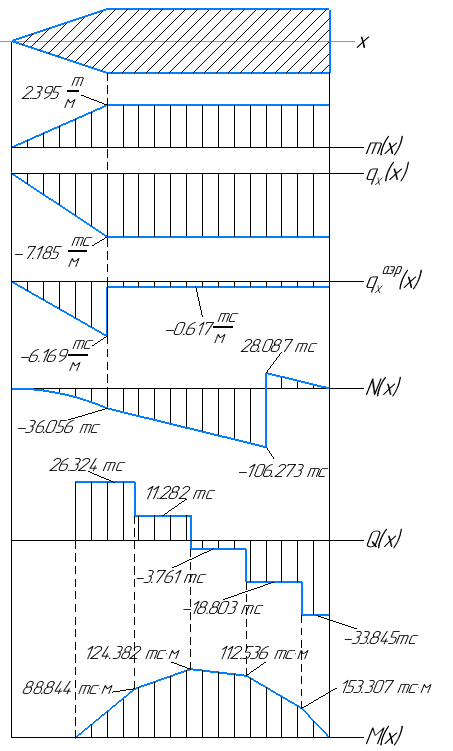 x
2.395 т/м
m(x)
qₓ(x)
-7.185 тс/м
qₓᵃᵊᵖ(x)
-0.617 тс/м
-6.169 тс/м
28.087 тс
N(x)
-36.056 тс
-106.273 тс
26.324 тс
11.282 тс
Q(x)
-3.761 тс
-18.803 тс
-33.845тс
124.382 тс·м
112.536 тс·м
88.844 тс·м
153.307 тс·м
M(x)